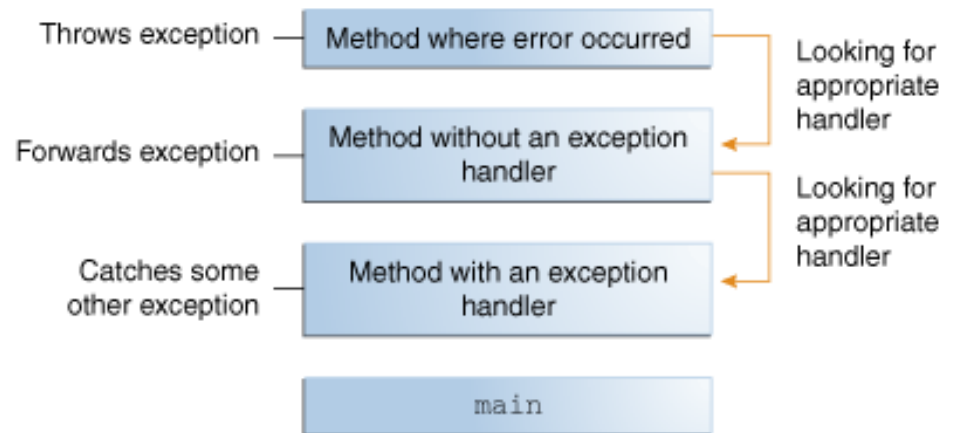 Throws exception
Method where error occurred
Looking for
appropriate
handler
Forwards exception
Method without an exception
handler
Looking for
appropriate
handler
Catches some
other exception
Method with an exception
handler
main